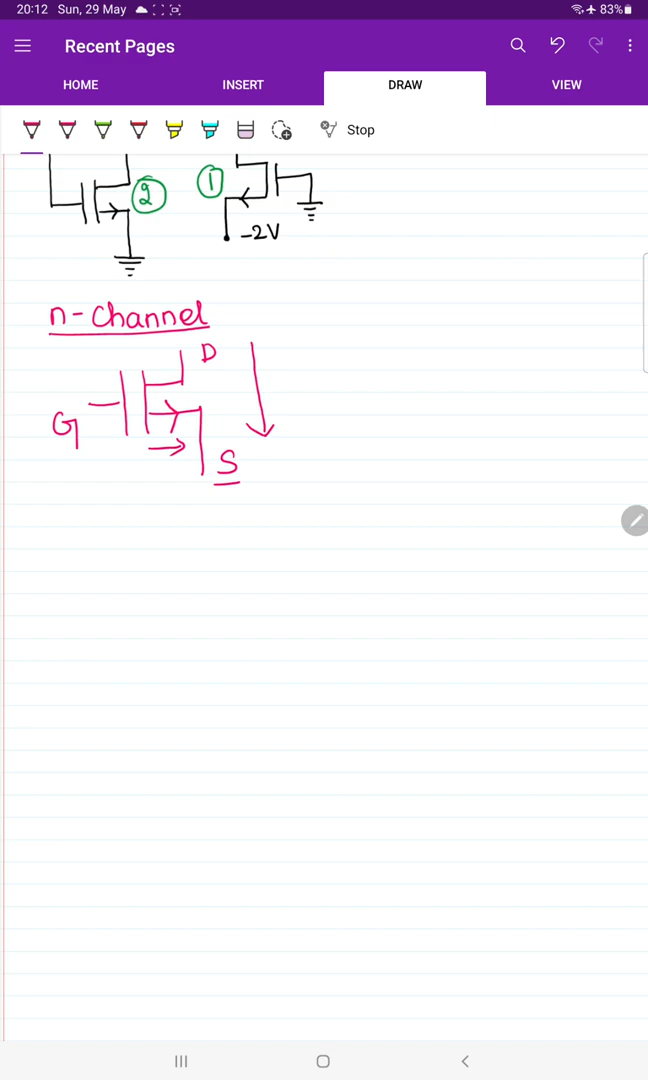 20:12 Sun, 29 May 83%
Recent Pages
HOME INSERT DRAW VIEW
Stop
2 1
-2V
n-Channel
D
G
S